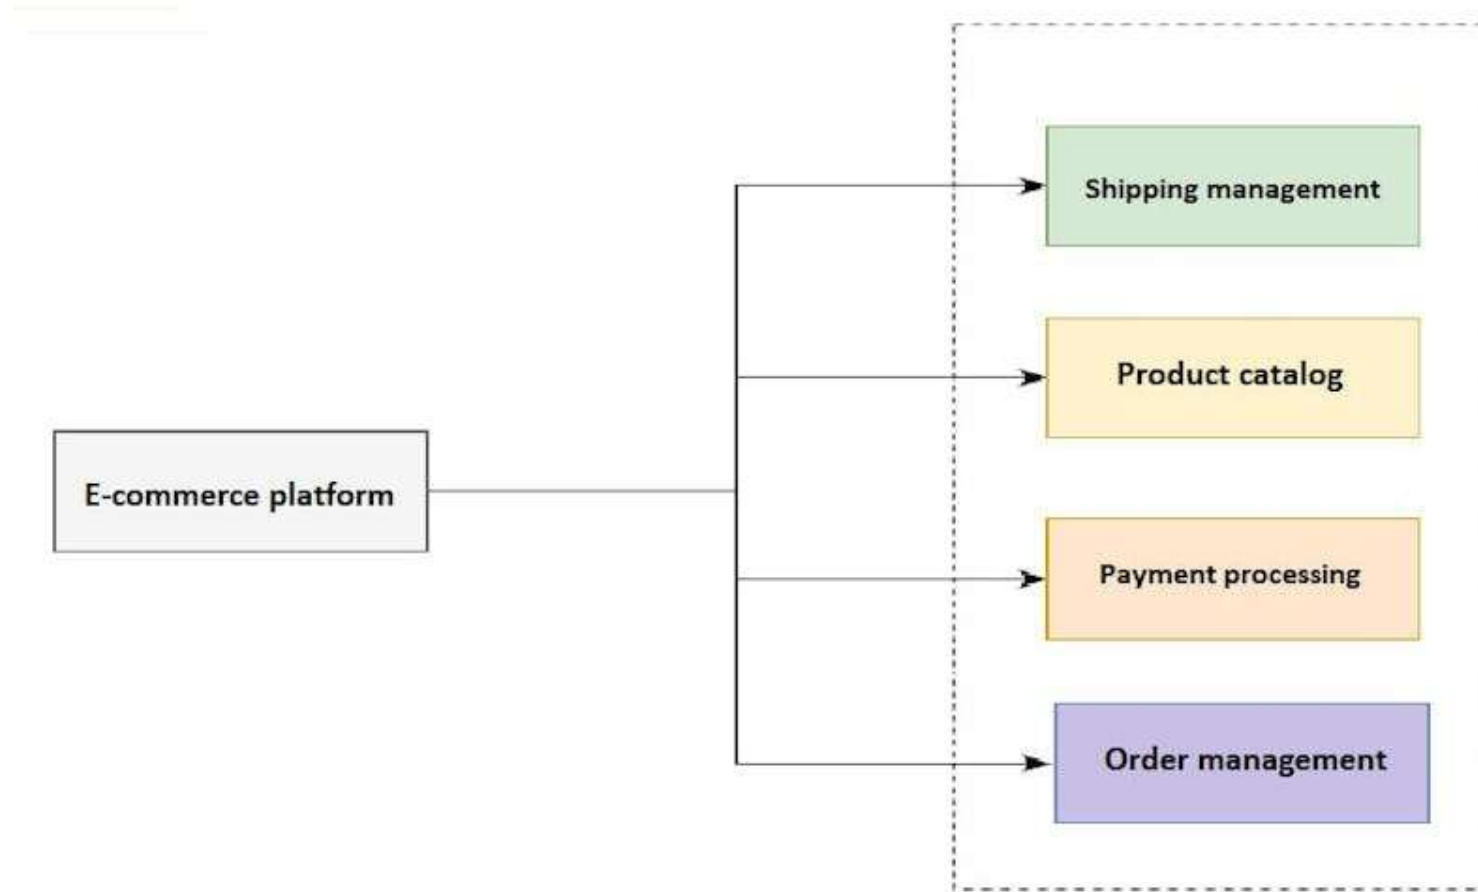 Shipping management
Product catalog
E-commerce platform
Payment processing
Order management